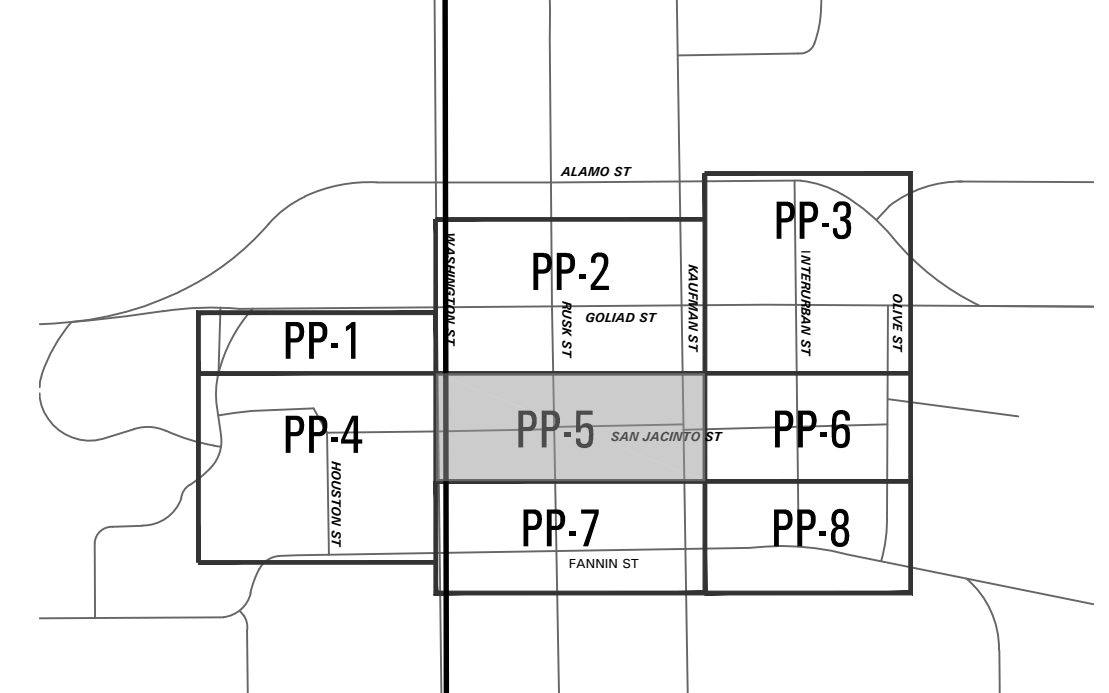 ALAMO ST
PP-3
WASHINGTON ST
PP-2
KAUFMAN ST
INTERURBAN ST
OLIVE ST
RUSK ST
GOLIAD ST
PP-1
PP-4
PP-5
SAN JACINTO ST
PP-6
HOUSTON ST
PP-7
PP-8
FANNIN ST